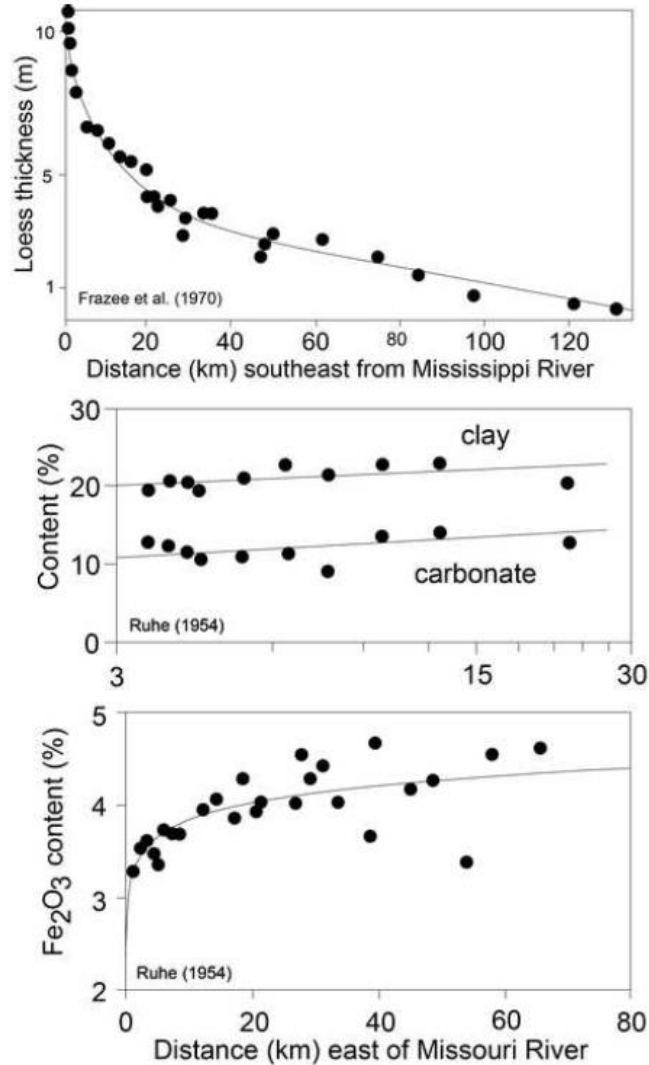 10
Loess thickness (m)
5
1
Frazee et al. (1970)
0 20 40 60 80 100 120
Distance (km) southeast from Mississippi River
30
clay
20
Content (%)
10
carbonate
Ruhe (1954)
0
3 15 30
5
4
Fe₂O₃ content (%)
3
Ruhe (1954)
2
0 20 40 60 80
Distance (km) east of Missouri River